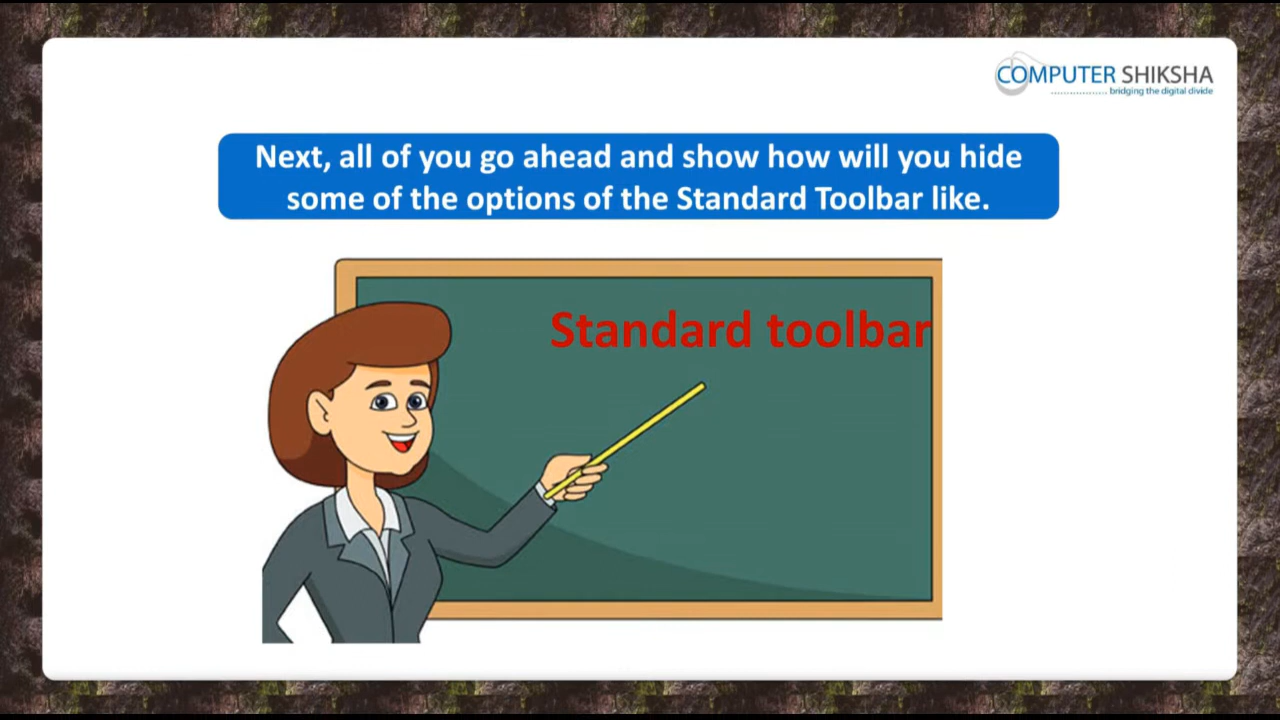 COMPUTER SHIKSHA
bridging the digital divide
Next, all of you go ahead and show how will you hide
some of the options of the Standard Toolbar like.
Standard toolbar